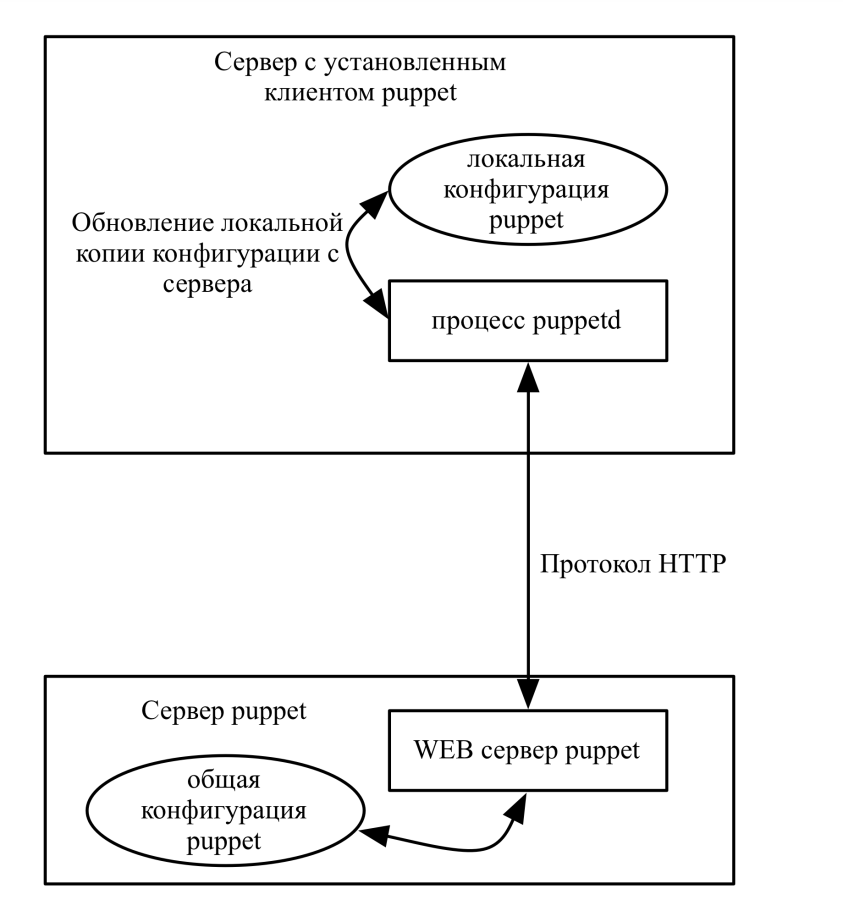 Сервер с установленным
клиентом puppet
локальная
конфигурация
puppet
Обновление локальной
копии конфигурации с
сервера
процесс puppetd
Протокол HTTP
Сервер puppet
WEB сервер puppet
общая
конфигурация
puppet